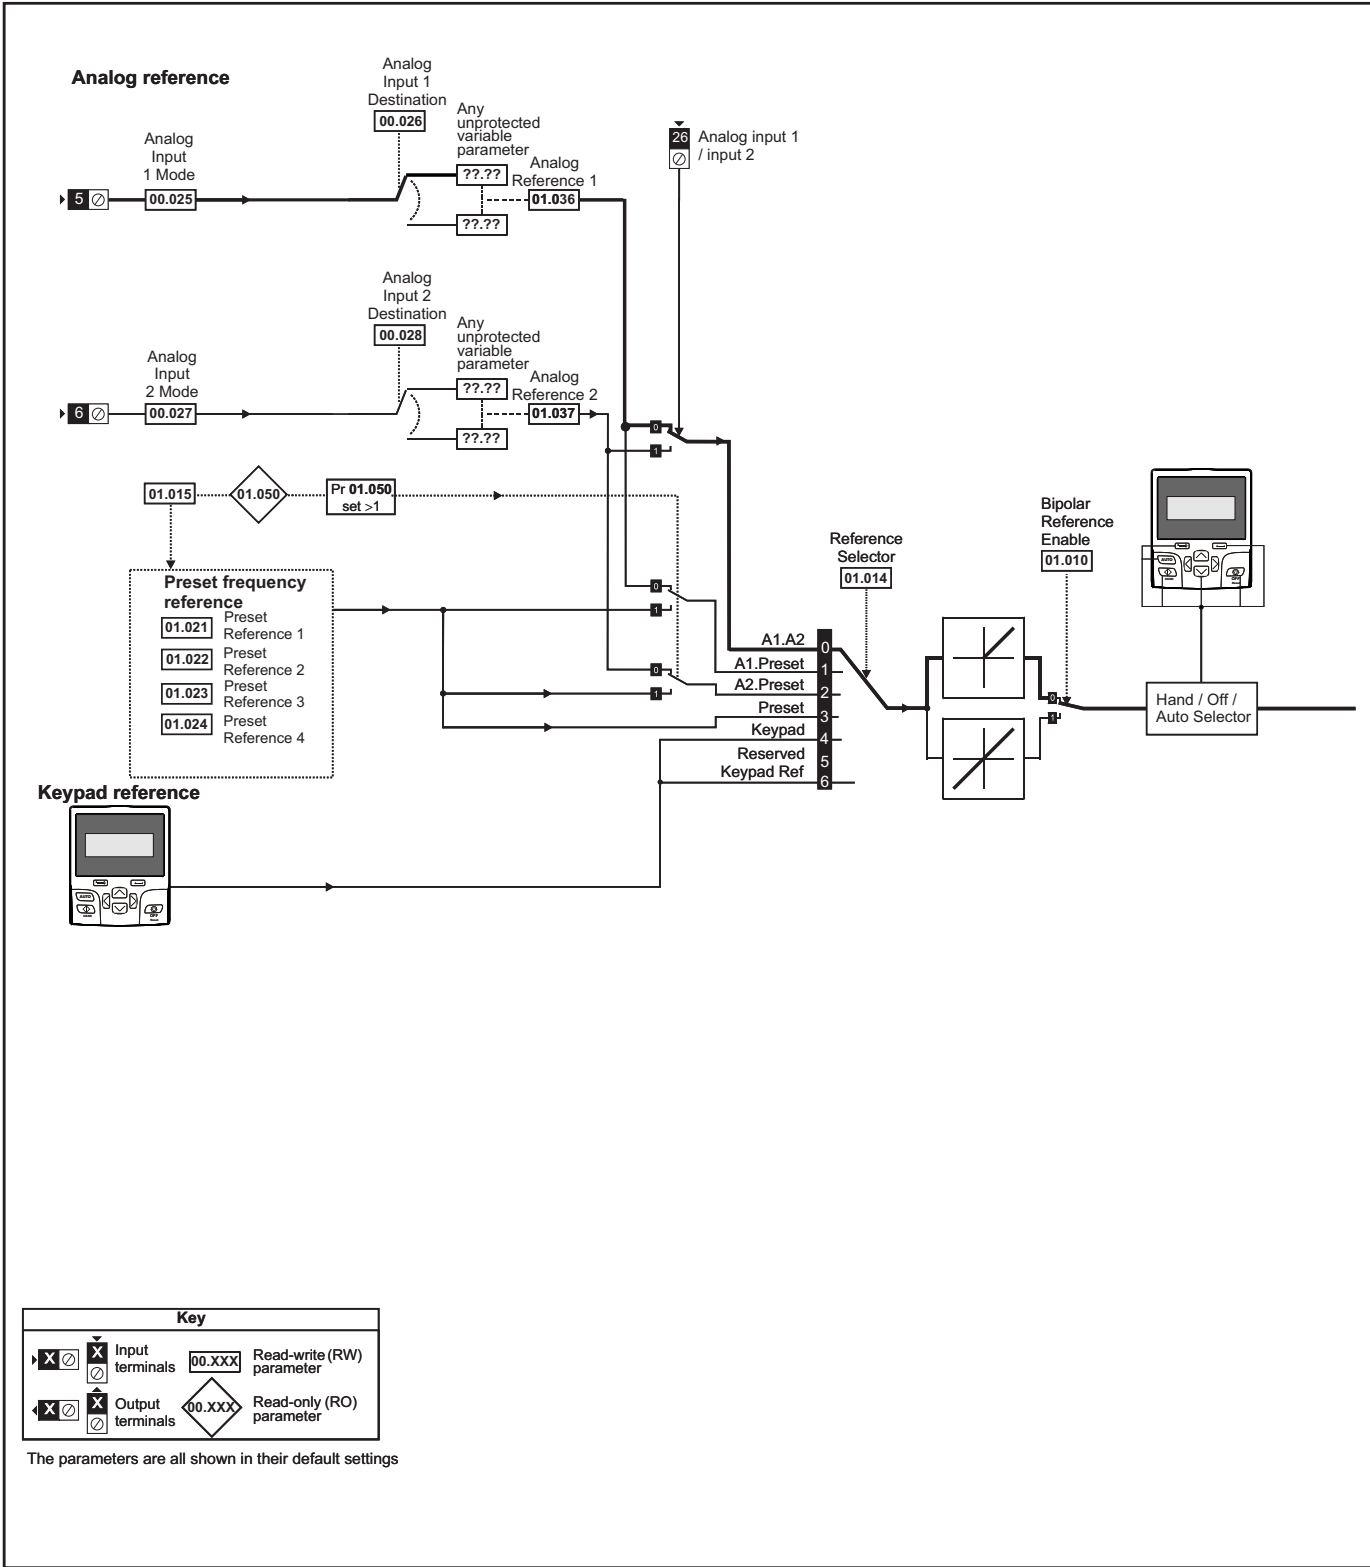 Analog reference
Analog
Input 1
Destination
00.026
Any
unprotected
variable
parameter
??.??
??.??
Analog
Input
1 Mode
5
00.025
Analog
Reference 1
01.036
26
Analog input 1
/ input 2
Analog
Input 2
Destination
00.028
Any
unprotected
variable
parameter
??.??
??.??
Analog
Input
2 Mode
6
00.027
Analog
Reference 2
01.037
0
1
01.015
01.050
Pr 01.050
set >1
0
1
0
1
Preset frequency
reference
01.021
Preset
Reference 1
01.022
Preset
Reference 2
01.023
Preset
Reference 3
01.024
Preset
Reference 4
Reference
Selector
01.014
A1.A2
0
A1.Preset
1
A2.Preset
2
Preset
3
Keypad
4
Reserved
5
Keypad Ref
6
Bipolar
Reference
Enable
01.010
0
1
AUTO
OFF
Hand / Off /
Auto Selector
Keypad reference
AUTO
OFF
Key
X
X
Input
terminals
00.XXX
Read-write (RW)
parameter
X
X
Output
terminals
00.XXX
Read-only (RO)
parameter
The parameters are all shown in their default settings